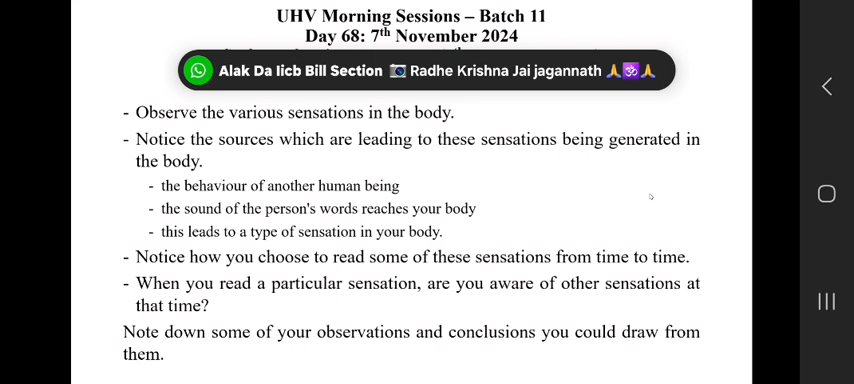 UHV Morning Sessions – Batch 11
Day 68: 7th November 2024
Alak Da Iicb Bill Section 📷 Radhe Krishna Jai jagannath 🙏🕉🙏
- Observe the various sensations in the body.
- Notice the sources which are leading to these sensations being generated in
the body.
- the behaviour of another human being
- the sound of the person's words reaches your body
- this leads to a type of sensation in your body.
- Notice how you choose to read some of these sensations from time to time.
- When you read a particular sensation, are you aware of other sensations at
that time?
Note down some of your observations and conclusions you could draw from
them.